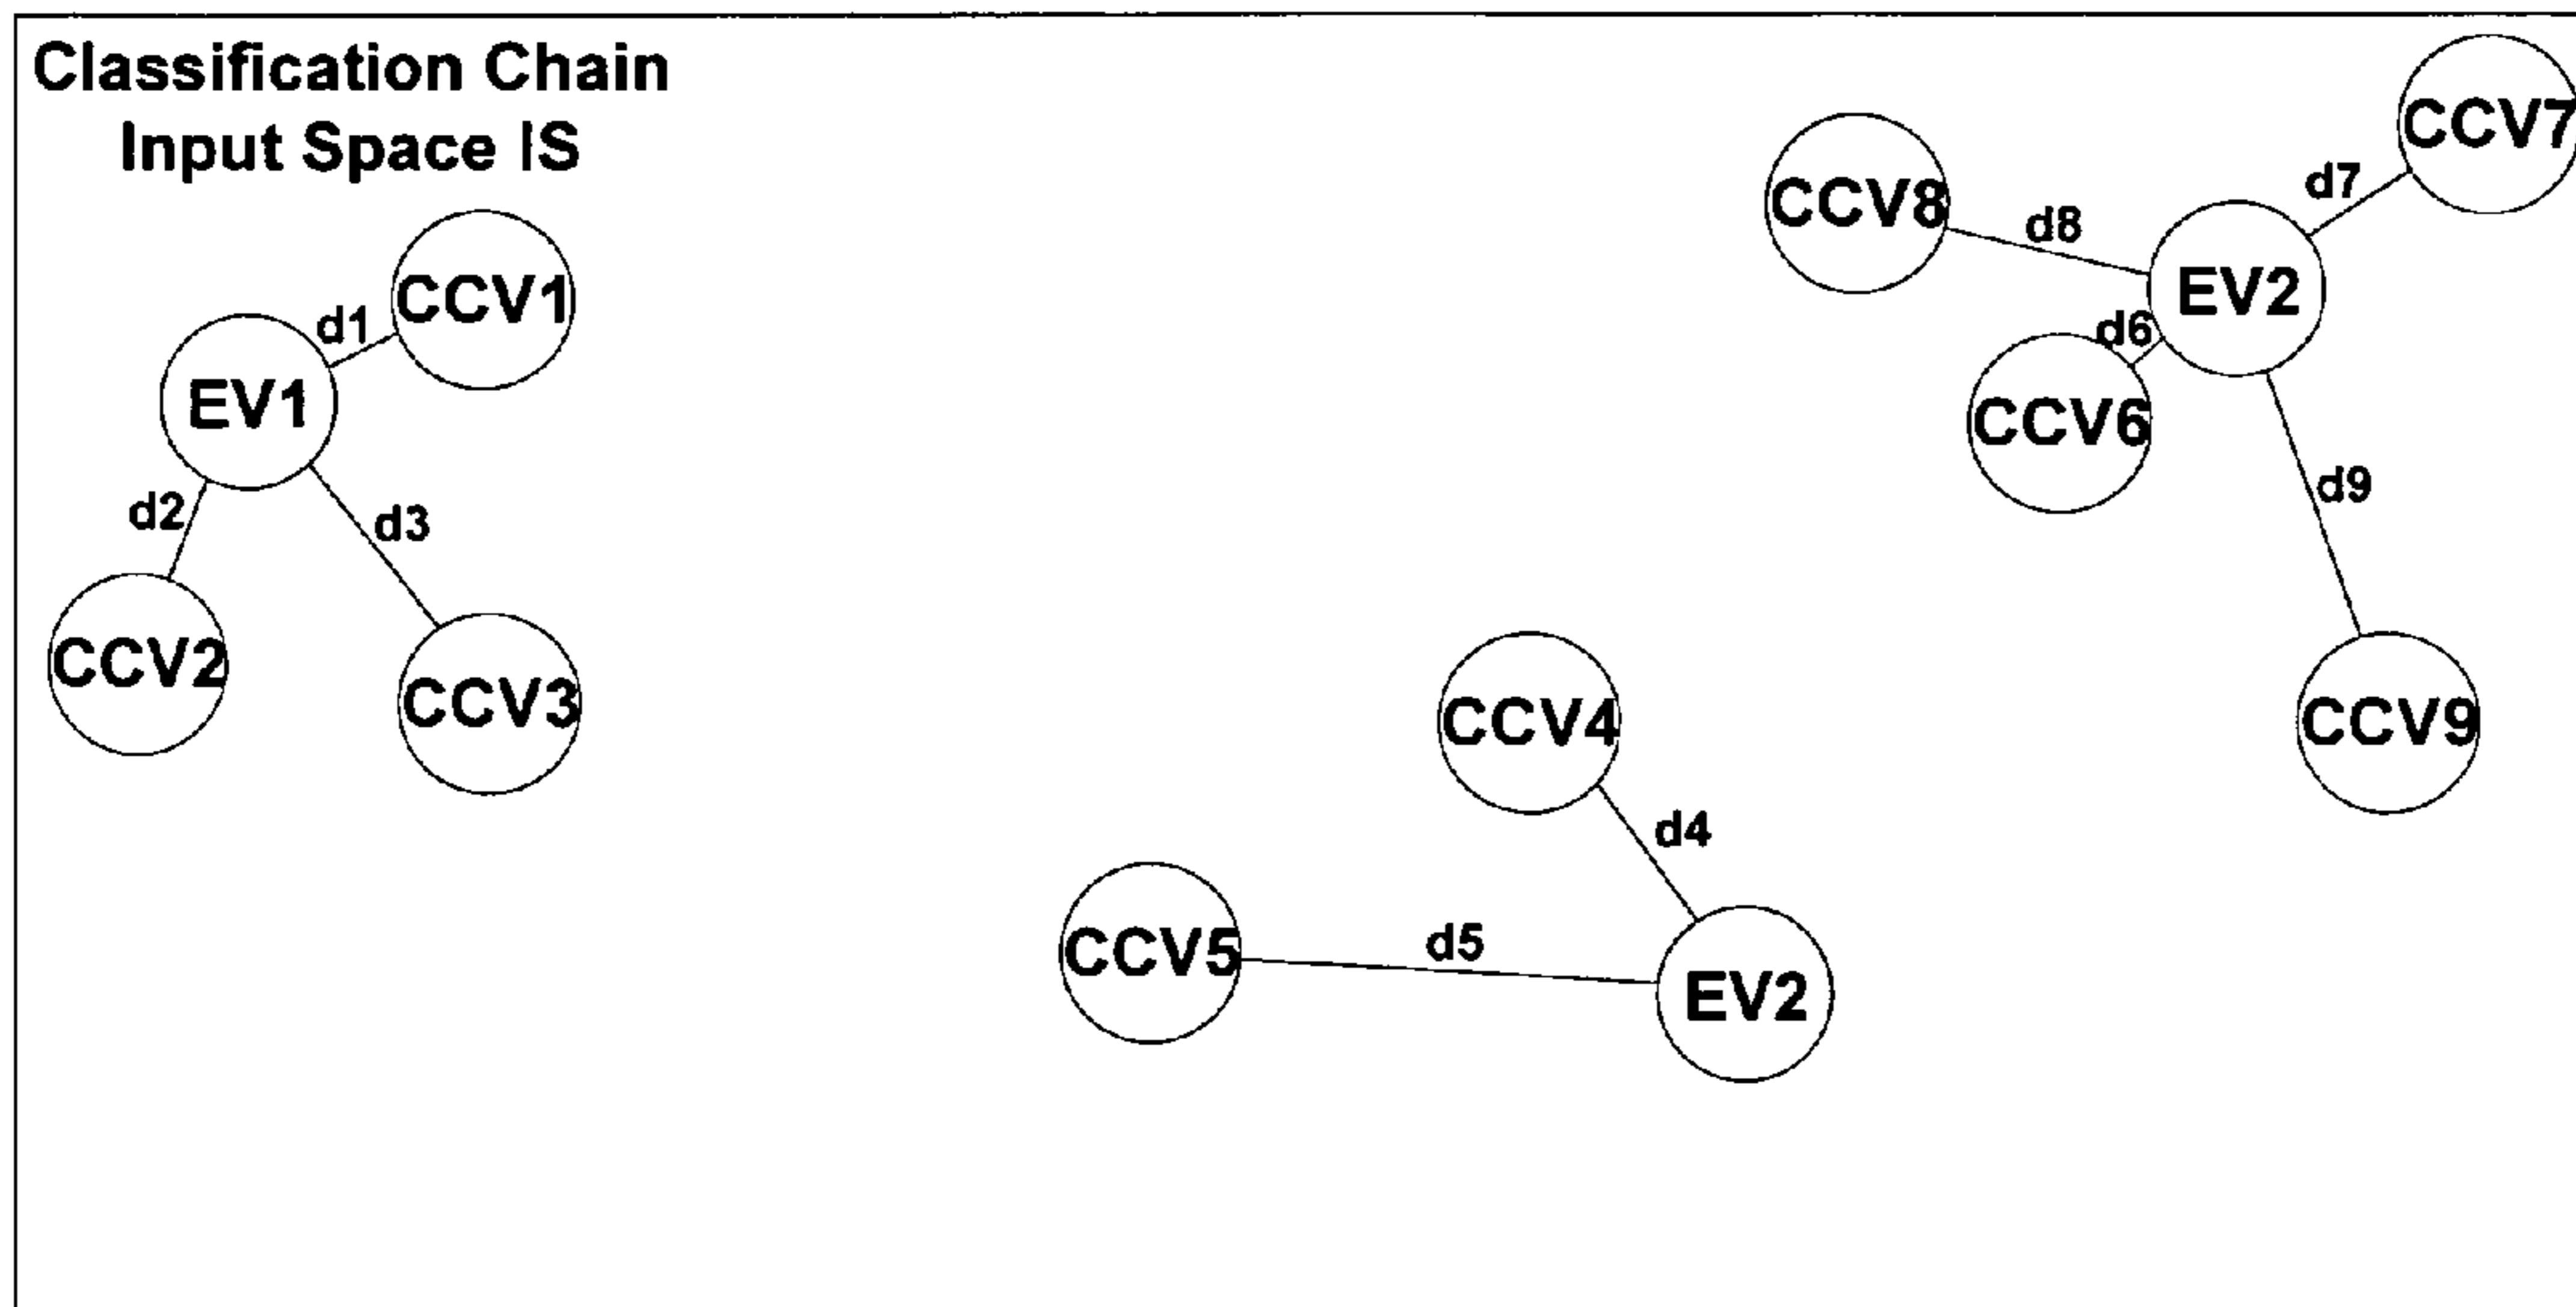 Classification Chain
Input Space IS
CCV7
CCV8
d7
d8
EV2
CCV1
d1
d6
EV1
CCV6
d9
d2
d3
CCV2
CCV3
CCV4
CCV9
d4
d5
CCV5
EV2